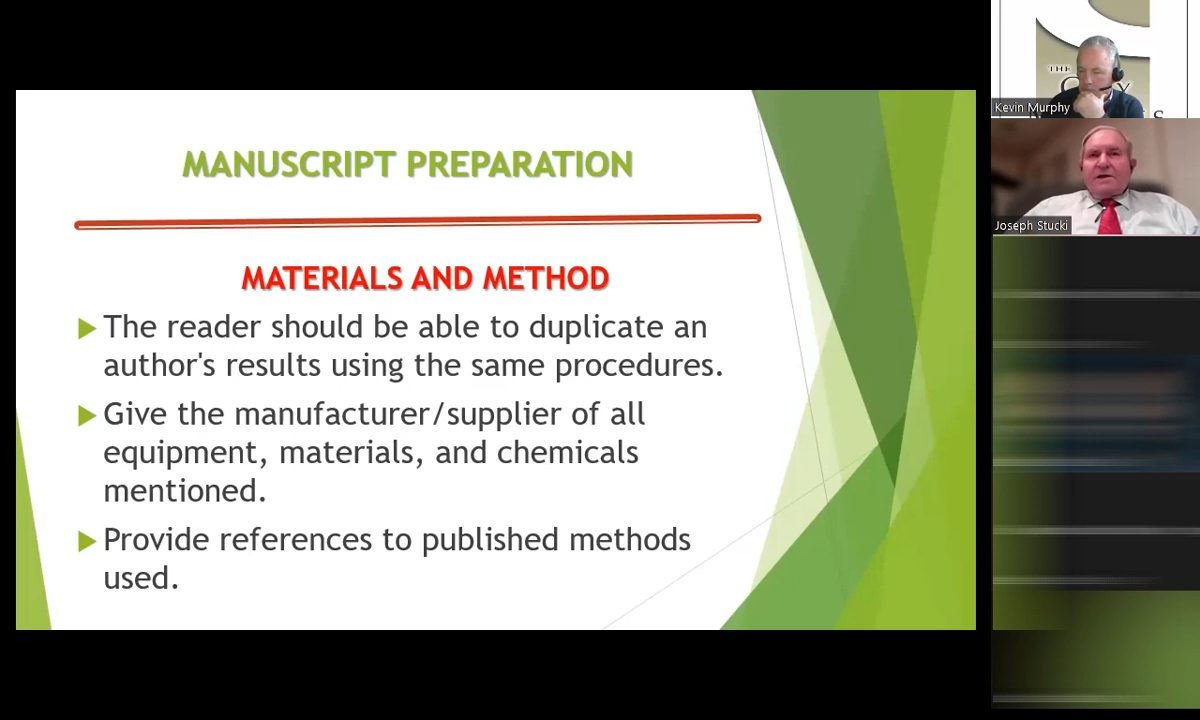 MANUSCRIPT PREPARATION
MATERIALS AND METHOD
The reader should be able to duplicate an
author's results using the same procedures.
Give the manufacturer/supplier of all
equipment, materials, and chemicals
mentioned.
Provide references to published methods
used.
THE
Kevin Murphy
Joseph Stucki